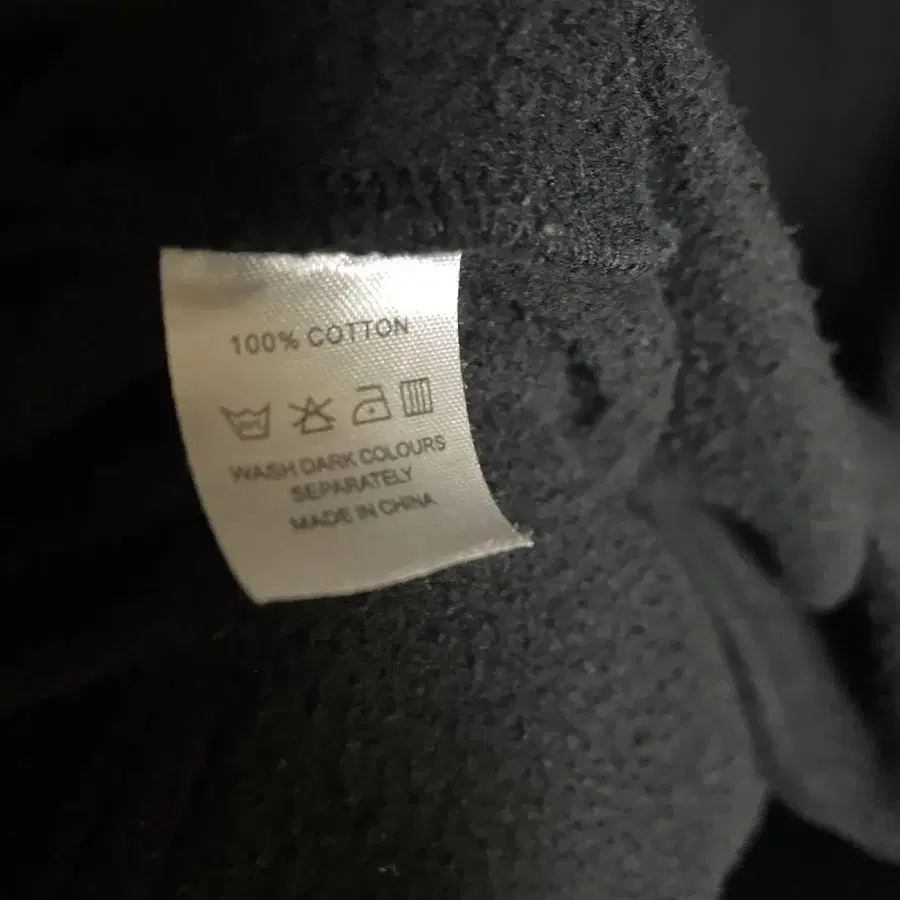 100% COTTON
WASH DARK COLOURS
SEPARATELY
MADE IN CHINA